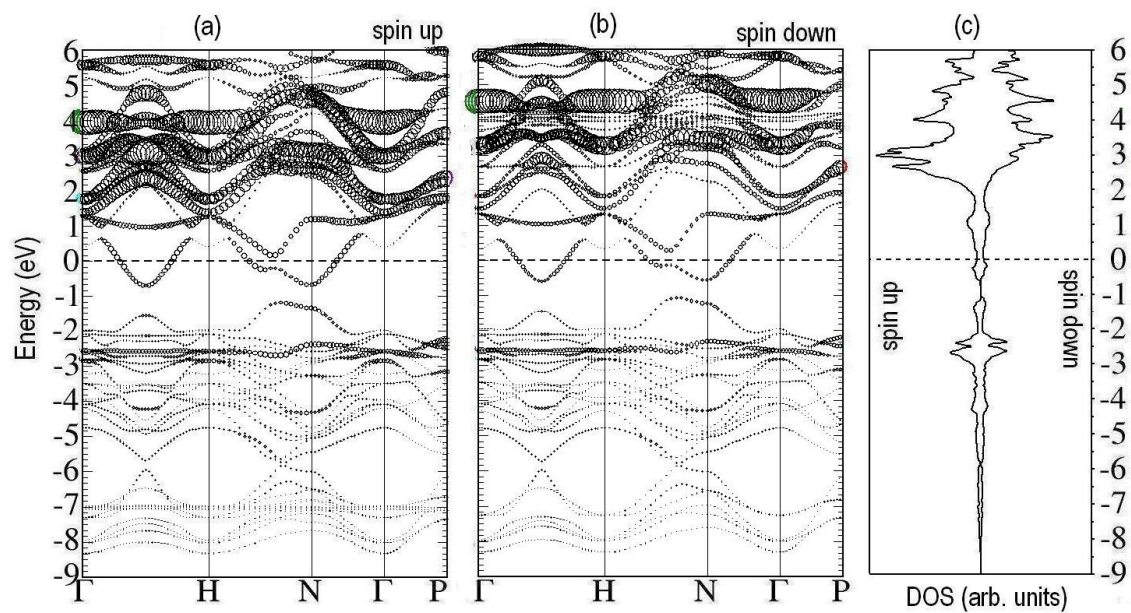 (a)
spin up
(b)
spin down
(c)
6
5
4
3
2
1
0
-1
-2
-3
-4
-5
-6
-7
-8
-9
Energy (eV)
Γ H N Γ P
Γ H N Γ P
spin up
spin down
6
5
4
3
2
1
0
-1
-2
-3
-4
-5
-6
-7
-8
-9
DOS (arb. units)